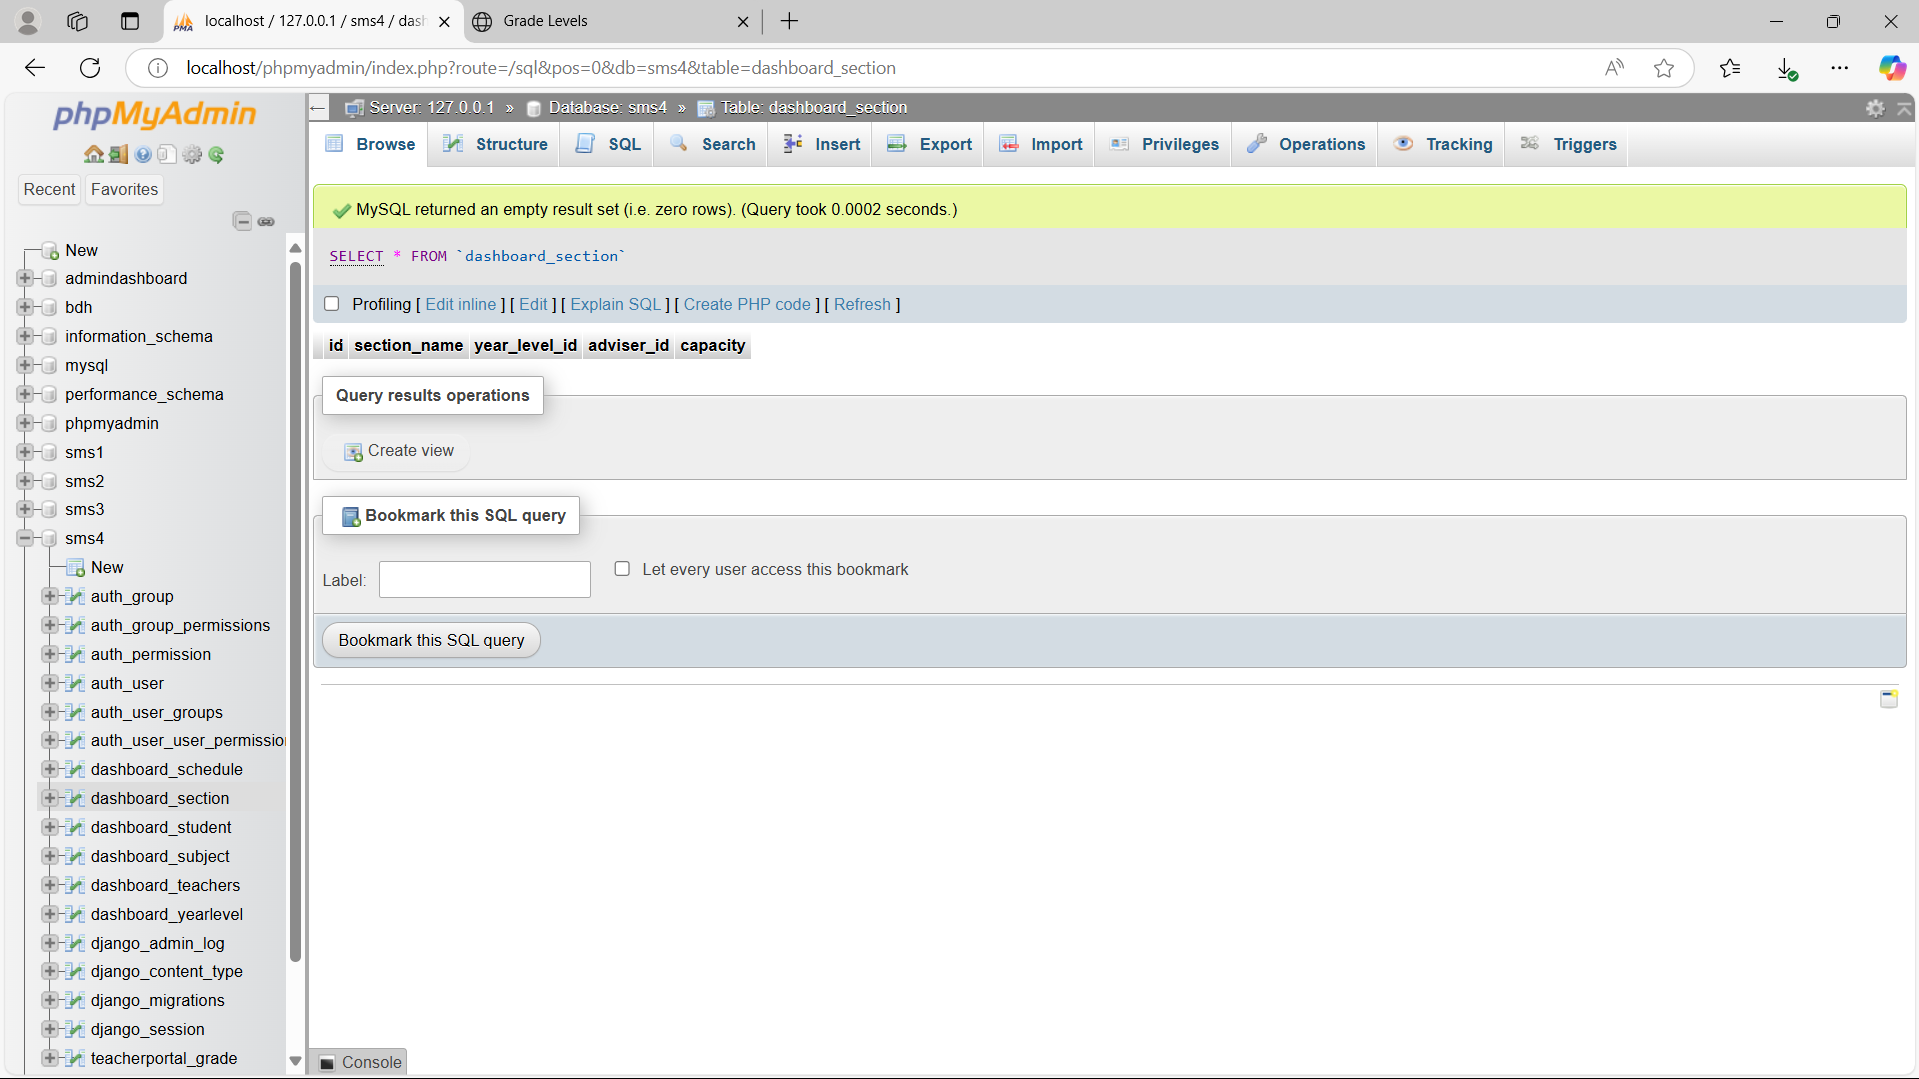 localhost / 127.0.0.1 / sms4 / dash
Grade Levels
localhost/phpmyadmin/index.php?route=/sql&pos=0&db=sms4&table=dashboard_section
phpMyAdmin
Recent
Favorites
New
admindashboard
bdh
information_schema
mysql
performance_schema
phpmyadmin
sms1
sms2
sms3
sms4
New
auth_group
auth_group_permissions
auth_permission
auth_user
auth_user_groups
auth_user_user_permission
dashboard_schedule
dashboard_section
dashboard_student
dashboard_subject
dashboard_teachers
dashboard_yearlevel
django_admin_log
django_content_type
django_migrations
django_session
teacherportal_grade
Server: 127.0.0.1 » Database: sms4 » Table: dashboard_section
Browse Structure SQL Search Insert Export Import Privileges Operations Tracking Triggers
MySQL returned an empty result set (i.e. zero rows). (Query took 0.0002 seconds.)
SELECT * FROM `dashboard_section`
Profiling [ Edit inline ] [ Edit ] [ Explain SQL ] [ Create PHP code ] [ Refresh ]
id section_name year_level_id adviser_id capacity
Query results operations
Create view
Bookmark this SQL query
Label:
Let every user access this bookmark
Bookmark this SQL query
Console